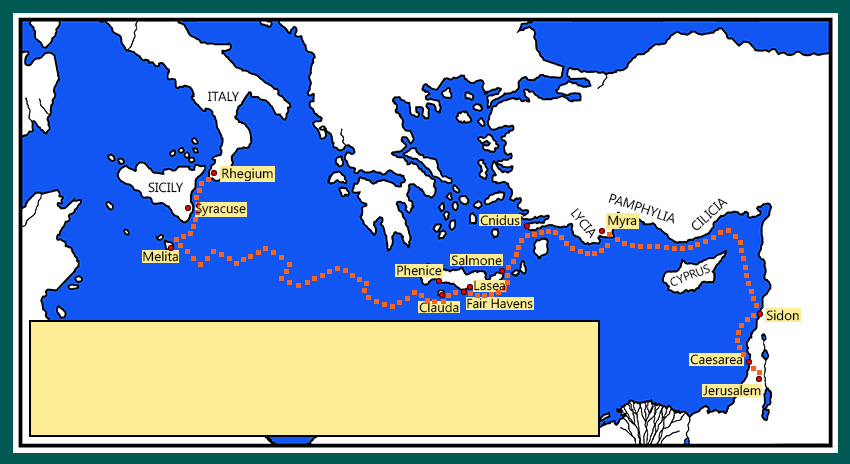 ITALY
Rhegium
SICILY
Syracuse
Melita
Cnidus
LYCIA
Myra
PAMPHYLIA
CILICIA
Salmone
Phenice
Lasea
Clauda
Fair Havens
CYPRUS
Sidon
Caesarea
Jerusalem